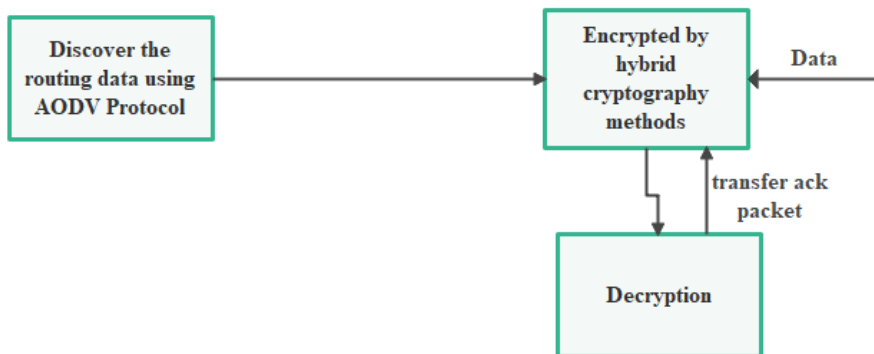 Discover the
routing data using
AODV Protocol
Encrypted by
hybrid
cryptography
methods
Data
transfer ack
packet
Decryption